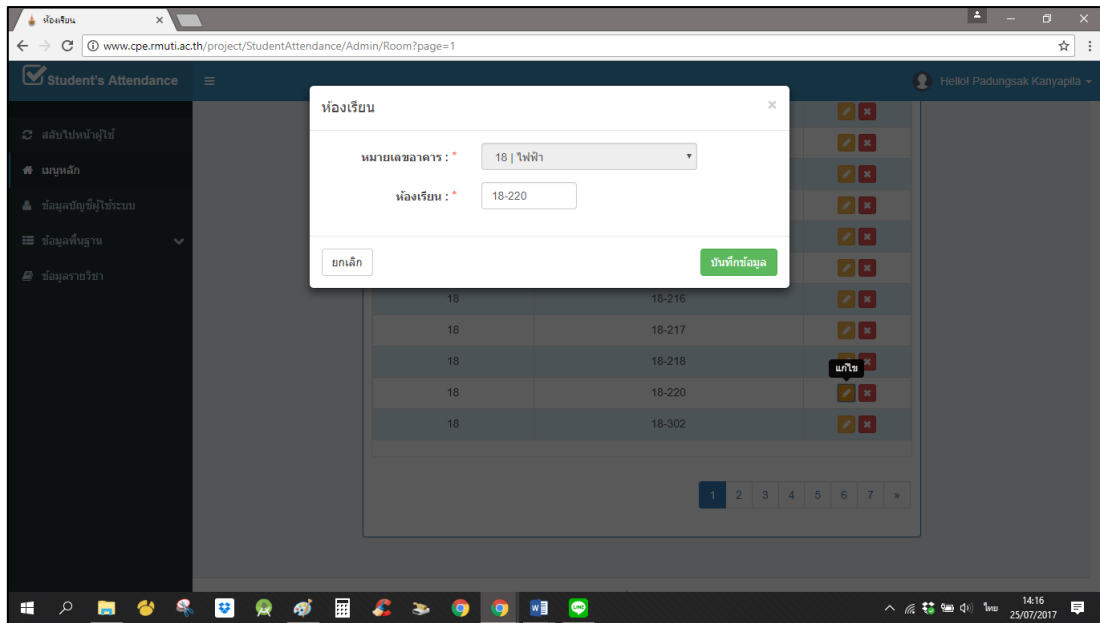 ห้องเรียน
www.cpe.rmuti.ac.th/project/StudentAttendance/Admin/Room?page=1
Student's Attendance
Hello! Padungsak Kanyapila
สลับไปหน้าผู้ใช้
เมนูหลัก
ข้อมูลบัญชีผู้ใช้ระบบ
ข้อมูลพื้นฐาน
ข้อมูลรายวิชา
ห้องเรียน ×
หมายเลขอาคาร : * 18 | ไฟฟ้า
ห้องเรียน : * 18-220
ยกเลิก บันทึกข้อมูล
18 18-216
18 18-217
18 18-218
แก้ไข
18 18-220
18 18-302
1 2 3 4 5 6 7 »
ไทย
14:16
25/07/2017